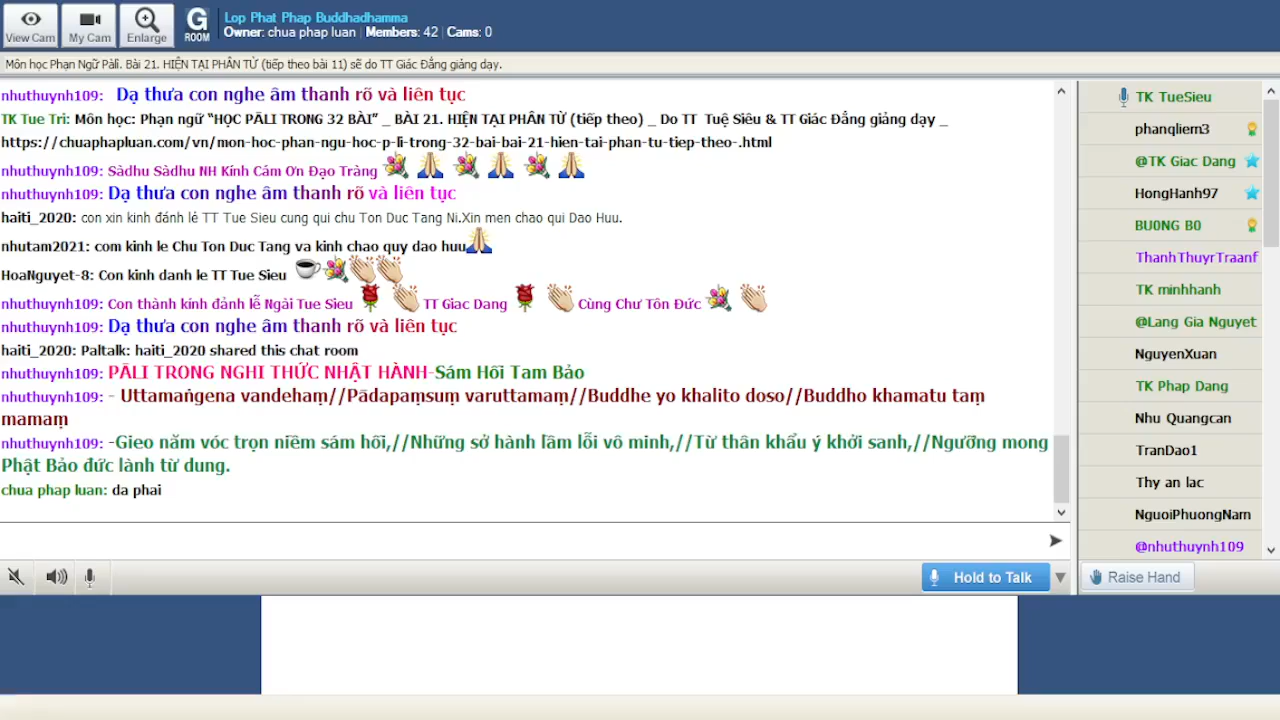 View Cam
My Cam
Enlarge
G
ROOM
Lop Phat Phap Buddhadhamma
Owner: chua phap luan | Members: 42 | Cams: 0
Môn học Phạn Ngữ Pāli. Bài 21. HIỆN TẠI PHÂN TỪ (tiếp theo bài 11) sẽ do TT Giác Đẳng giảng dạy.
nhuthuynh109: Dạ thưa con nghe âm thanh rõ và liên tục
TK Tue Tri: Môn học: Phạn ngữ "HỌC PĀLI TRONG 32 BÀI" _ BÀI 21. HIỆN TẠI PHÂN TỪ (tiếp theo) _ Do TT Tuệ Siêu & TT Giác Đẳng giảng dạy _
https://chuaphapluan.com/vn/mon-hoc-phan-ngu-hoc-p-li-trong-32-bai-bai-21-hien-tai-phan-tu-tiep-theo-.html
nhuthuynh109: Sàdhu Sàdhu NH Kính Cám Ơn Đạo Tràng 💐 🙏 💐 🙏 💐 🙏
nhuthuynh109: Dạ thưa con nghe âm thanh rõ và liên tục
haiti_2020: con xin kinh đánh lẻ TT Tue Sieu cung qui chu Ton Duc Tang Ni.Xin men chao qui Dao Huu.
nhutam2021: com kinh le Chu Ton Duc Tang va kinh chao quy dao huu🙏
HoaNguyet-8: Con kinh danh le TT Tue Sieu ☕💐👏👏
nhuthuynh109: Con thành kính đảnh lễ Ngài Tue Sieu 🌹 👏 TT Giac Dang 🌹 👏 Cùng Chư Tôn Đức 💐 👏
nhuthuynh109: Dạ thưa con nghe âm thanh rõ và liên tục
haiti_2020: Paltalk: haiti_2020 shared this chat room
nhuthuynh109: PĀLI TRONG NGHI THỨC NHẬT HÀNH-Sám Hối Tam Bảo
nhuthuynh109: - Uttamaṅgena vandehaṃ//Pādapaṃsuṃ varuttamaṃ//Buddhe yo khalito doso//Buddho khamatu taṃ
mamaṃ
nhuthuynh109: -Gieo năm vóc trọn niềm sám hối,//Những sở hành lầm lỗi vô minh,//Từ thân khẩu ý khởi sanh,//Ngưỡng mong
Phật Bảo đức lành từ dung.
chua phap luan: da phai
Hold to Talk
TK TueSieu
phanqliem3
@TK Giac Dang
HongHanh97
BU0NG B0
ThanhThuyrTraanf
TK minhhanh
@Lang Gia Nguyet
NguyenXuan
TK Phap Dang
Nhu Quangcan
TranDao1
Thy an lac
NguoiPhuongNam
@nhuthuynh109
Raise Hand